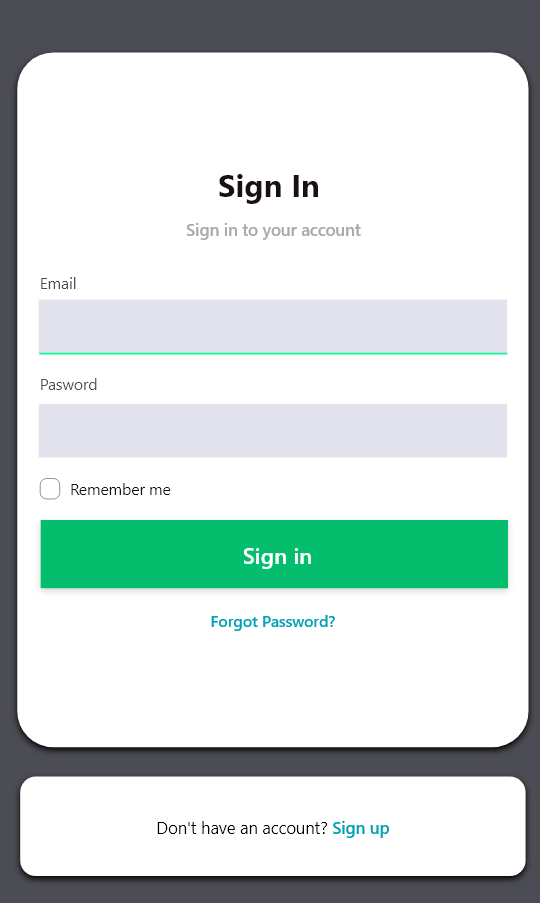 Sign In
Sign in to your account
Email
Pasword
Remember me
Sign in
Forgot Password?
Don't have an account? Sign up